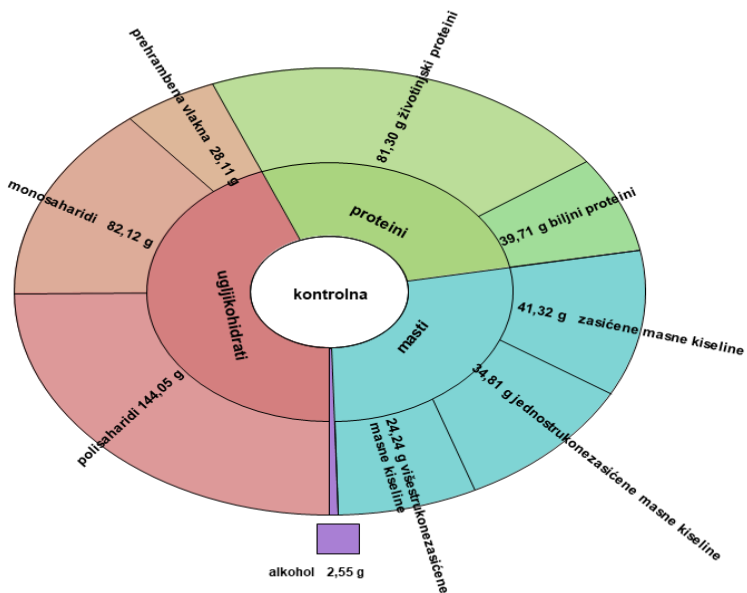 prehrambena vlakna 28,11 g
81.30 g životinjski proteini
monosaharidi 82,12 g
proteini
39,71 g biljni proteini
ugljikohidrati
kontrolna
masti
41,32 g zasićene masne kiseline
34,81 g jednostrukonezasićene masne kiseline
polisaharidi 144,05 g
24,24 g višestrukonezasićene
masne kiseline
alkohol 2,55 g